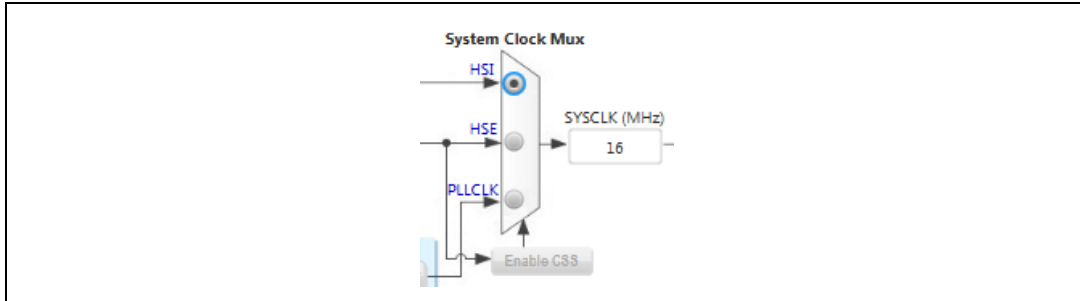 System Clock Mux
HSI
SYSCLK (MHz)
HSE
16
PLLCLK
Enable CSS